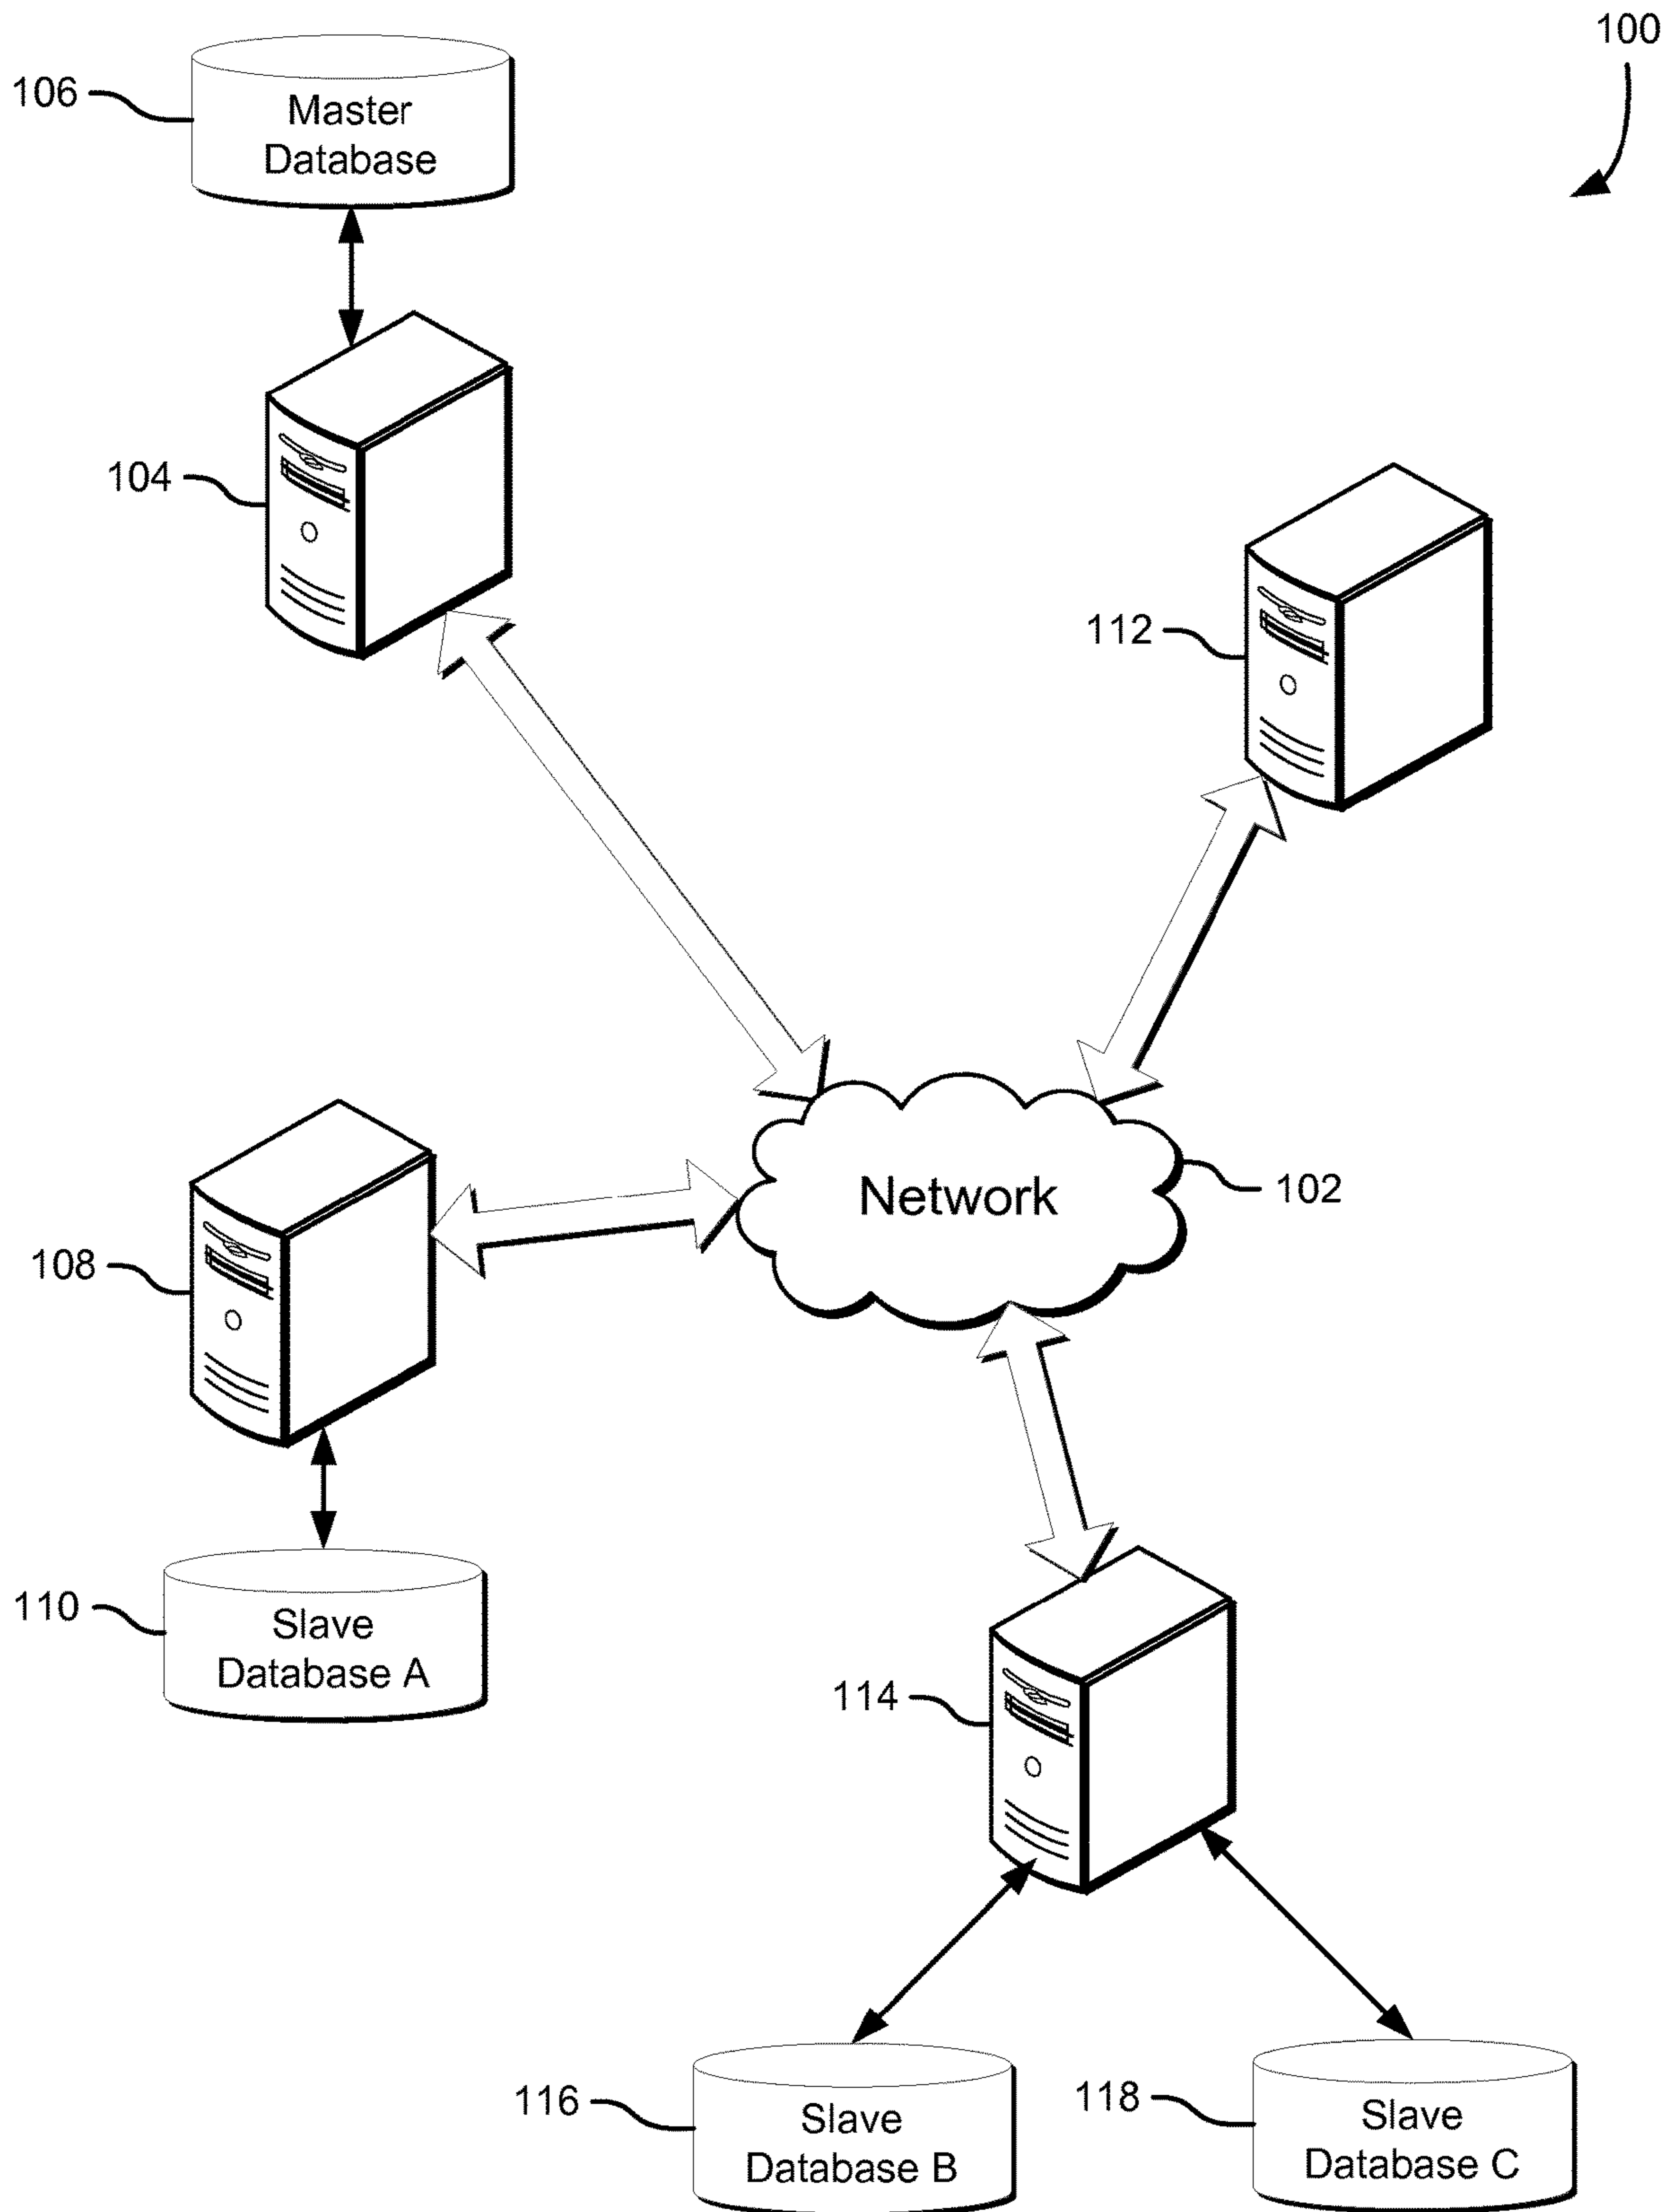 100
106
Master
Database
104
112
Network
102
108
110
Slave
Database A
114
116
Slave
Database B
118
Slave
Database C